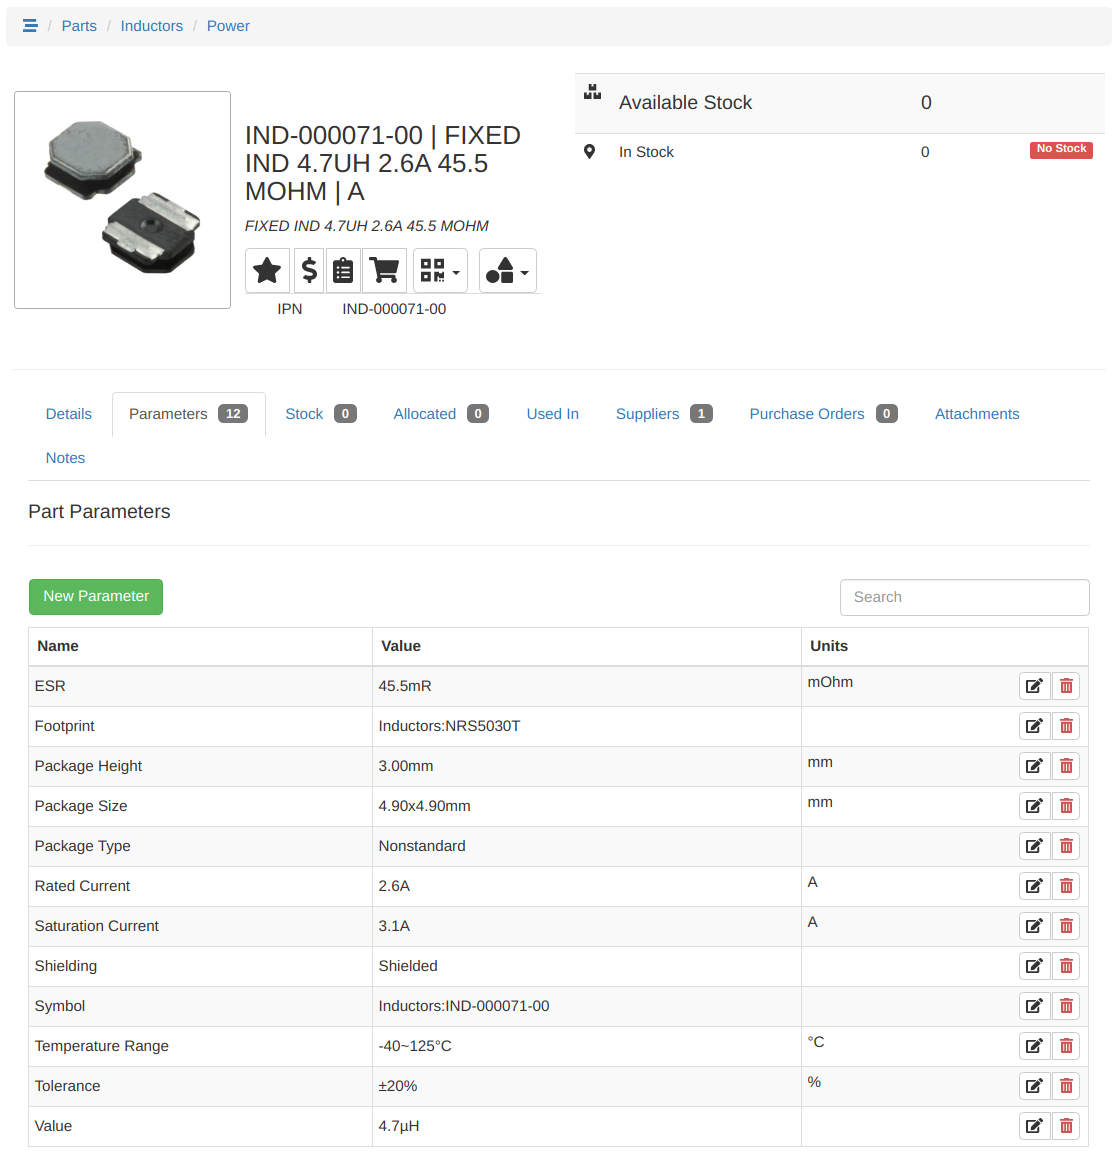 / Parts / Inductors / Power
IND-000071-00 | FIXED
IND 4.7UH 2.6A 45.5
MOHM | A
FIXED IND 4.7UH 2.6A 45.5 MOHM
IPN IND-000071-00
Available Stock 0
In Stock 0 No Stock
Details Parameters 12 Stock 0 Allocated 0 Used In Suppliers 1 Purchase Orders 0 Attachments
Notes
Part Parameters
New Parameter Search
Name Value Units
ESR 45.5mR mOhm
Footprint Inductors:NRS5030T
Package Height 3.00mm mm
Package Size 4.90x4.90mm mm
Package Type Nonstandard
Rated Current 2.6A A
Saturation Current 3.1A A
Shielding Shielded
Symbol Inductors:IND-000071-00
Temperature Range -40~125°C °C
Tolerance ±20% %
Value 4.7µH